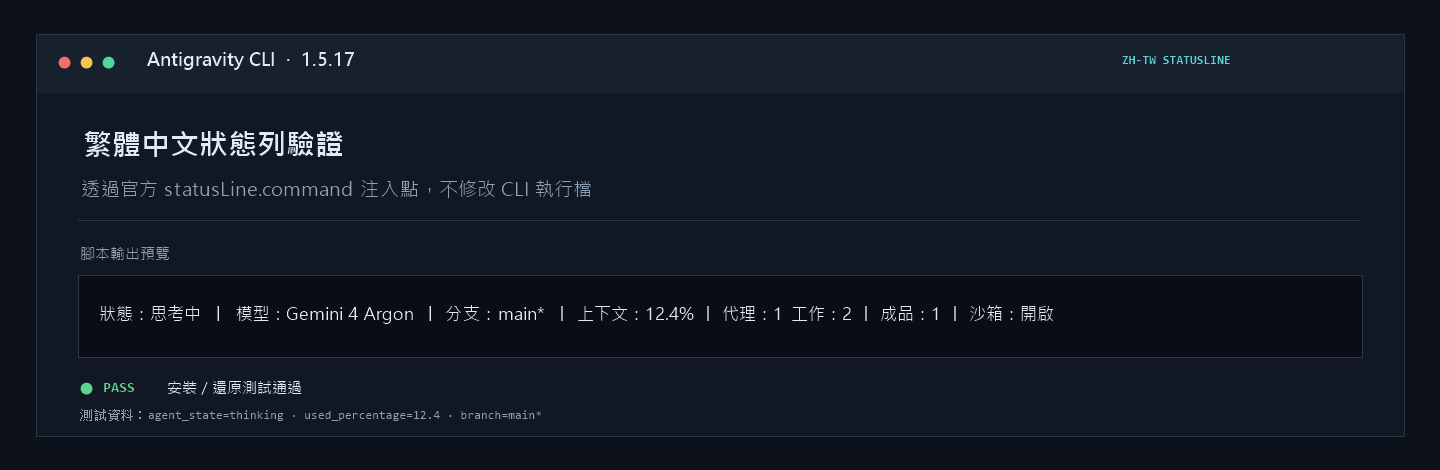 Antigravity CLI · 1.5.17
ZH-TW STATUSLINE
繁體中文狀態列驗證
透過官方 statusLine.command 注入點，不修改 CLI 執行檔
腳本輸出預覽
狀態：思考中 | 模型：Gemini 4 Argon | 分支：main* | 上下文：12.4% | 代理：1 工作：2 | 成品：1 | 沙箱：開啟
PASS 安裝 / 還原測試通過
測試資料：agent_state=thinking · used_percentage=12.4 · branch=main*